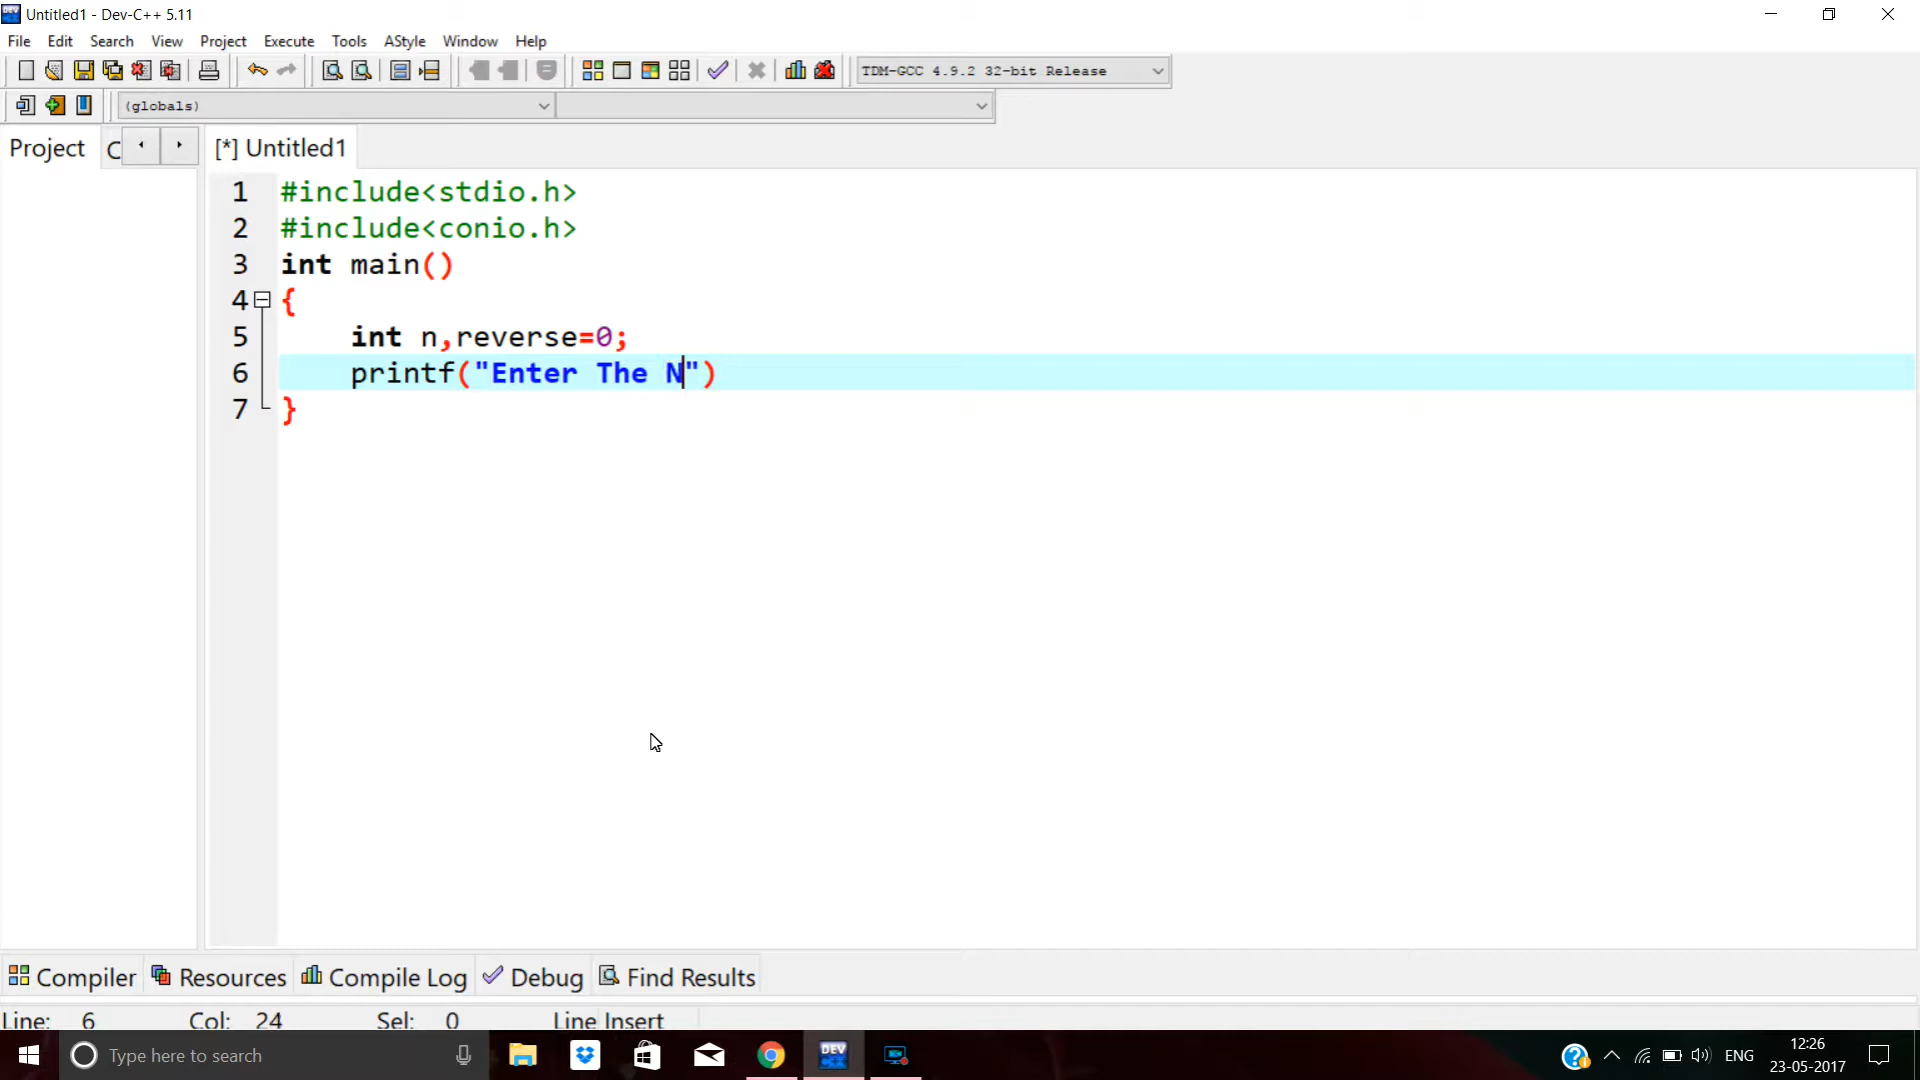 Untitled1 - Dev-C++ 5.11
File Edit Search View Project Execute Tools AStyle Window Help
TDM-GCC 4.9.2 32-bit Release
(globals)
Project C [*] Untitled1
1 #include<stdio.h>
2 #include<conio.h>
3 int main()
4 {
5 int n,reverse=0;
6 printf("Enter The N")
7 }
Compiler Resources Compile Log Debug Find Results
Line: 6 Col: 24 Sel: 0 Line Insert
Type here to search DEV ENG 12:26
23-05-2017